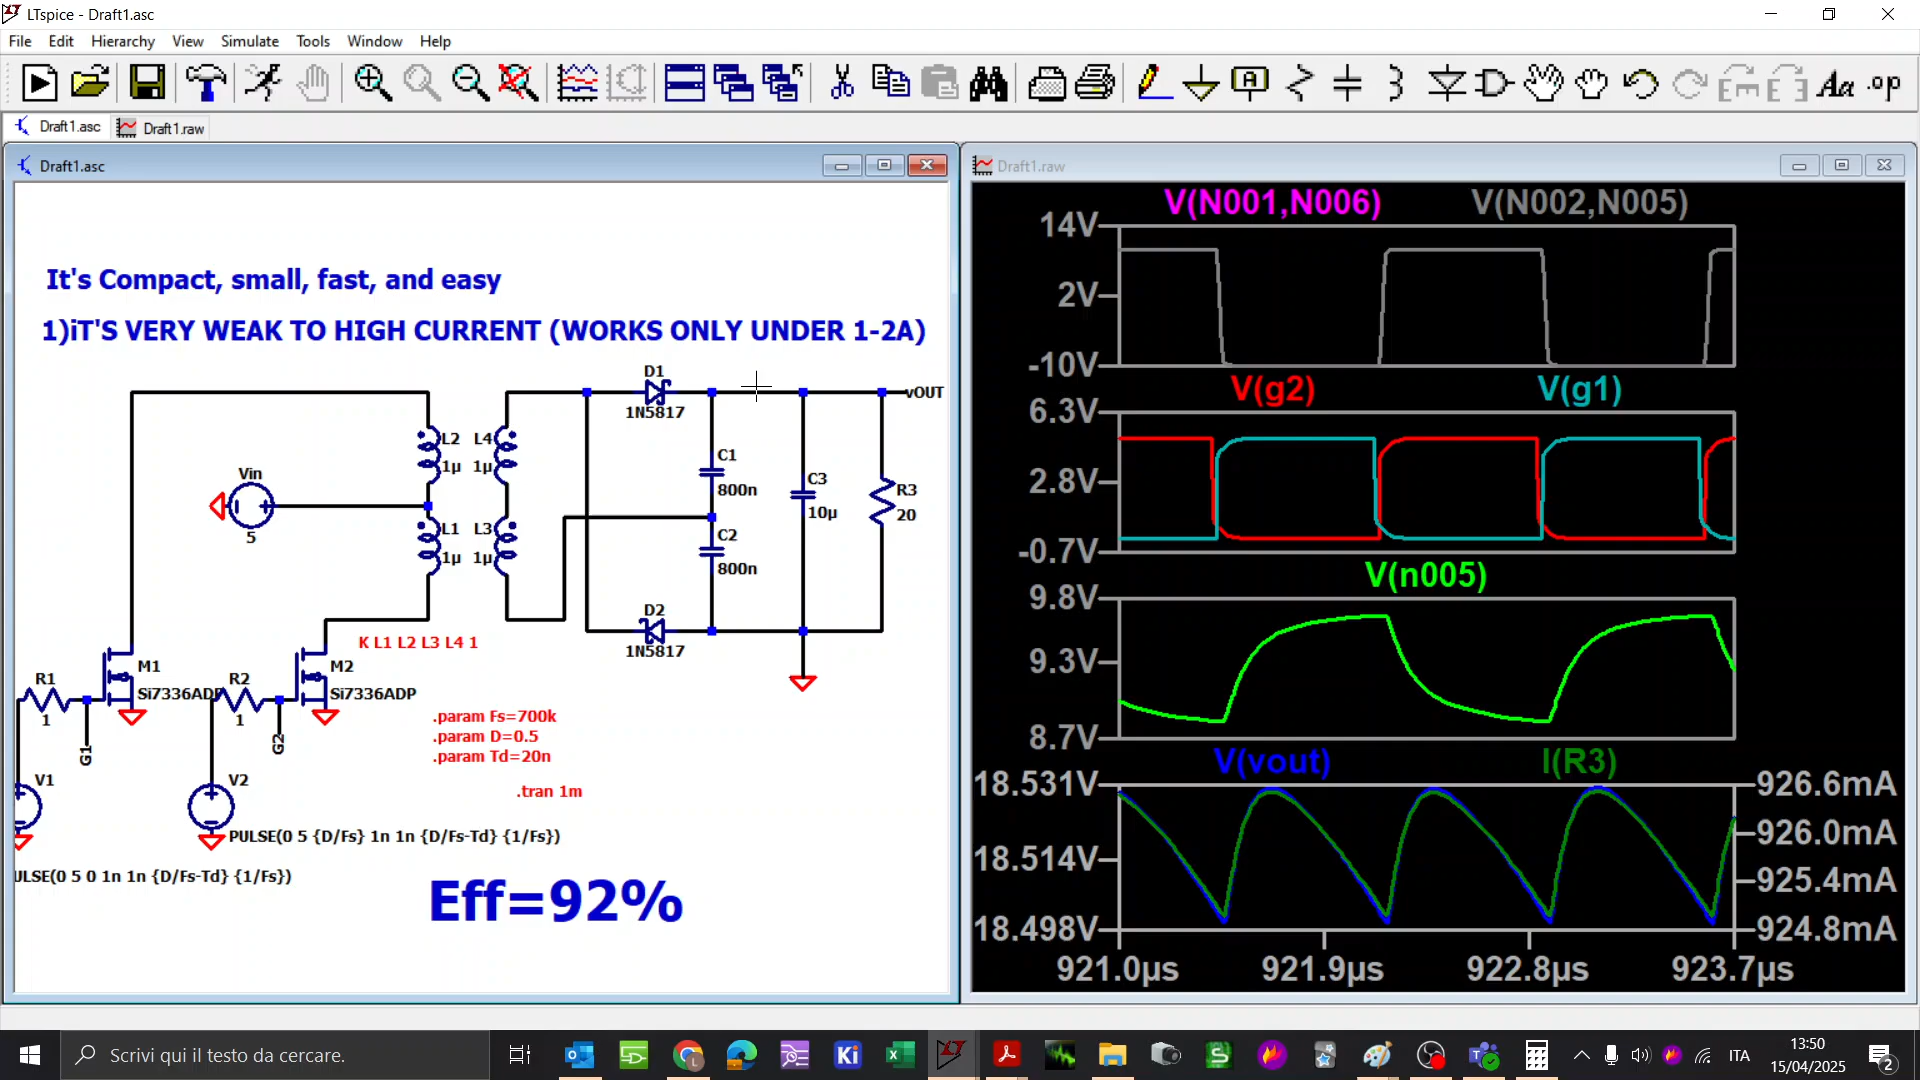 LTspice - Draft1.asc
File Edit Hierarchy View Simulate Tools Window Help
A
Aa .op
Draft1.asc Draft1.raw
Draft1.asc
It's Compact, small, fast, and easy
1)iT'S VERY WEAK TO HIGH CURRENT (WORKS ONLY UNDER 1-2A)
D1
1N5817
vOUT
L2 L4
1µ 1µ
C1
800n
Vin
5
C3
10µ
R3
20
L1 L3
1µ 1µ
C2
800n
D2
1N5817
K L1 L2 L3 L4 1
M1
Si7336ADP
M2
Si7336ADP
R1
1
R2
1
G1
G2
.param Fs=700k
.param D=0.5
.param Td=20n
.tran 1m
V1
V2
PULSE(0 5 {D/Fs} 1n 1n {D/Fs-Td} {1/Fs})
ULSE(0 5 0 1n 1n {D/Fs-Td} {1/Fs})
Eff=92%
Draft1.raw
V(N001,N006) V(N002,N005)
14V
2V
-10V
V(g2) V(g1)
6.3V
2.8V
-0.7V
V(n005)
9.8V
9.3V
8.7V
V(vout) I(R3)
18.531V
18.514V
18.498V
926.6mA
926.0mA
925.4mA
924.8mA
921.0µs 921.9µs 922.8µs 923.7µs
Scrivi qui il testo da cercare.
Ki
ITA
13:50
15/04/2025
2